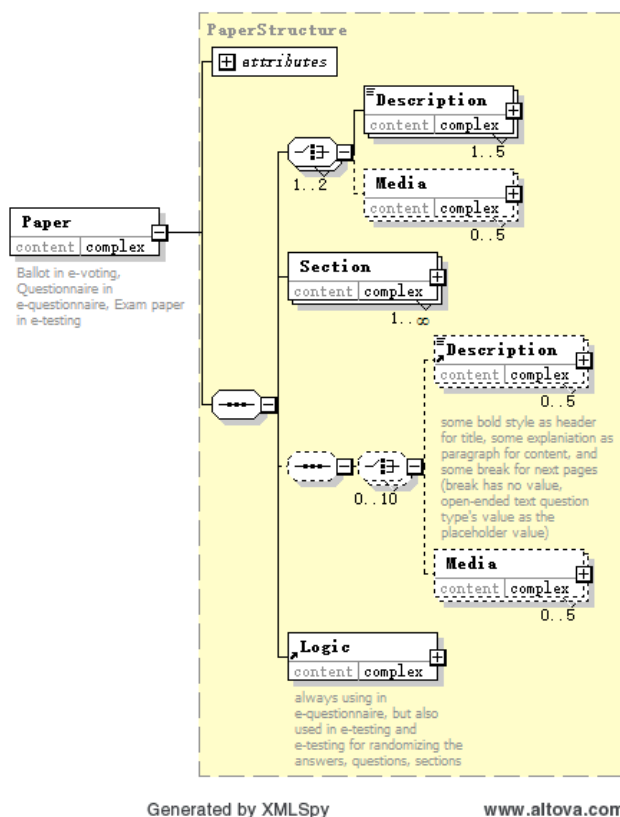 PaperStructure
attributes
Description
content complex
1..5
1..2
Media
content complex
0..5
Paper
content complex
Ballot in e-voting,
Questionnaire in
e-questionnaire, Exam paper
in e-testing
Section
content complex
1..∞
Description
content complex
0..5
some bold style as header
for title, some explaniation as
paragraph for content, and
some break for next pages
(break has no value,
open-ended text question
type's value as the
placeholder value)
0..10
Media
content complex
0..5
Logic
content complex
always using in
e-questionnaire, but also
used in e-testing and
e-testing for randomizing the
answers, questions, sections
Generated by XMLSpy www.altova.com